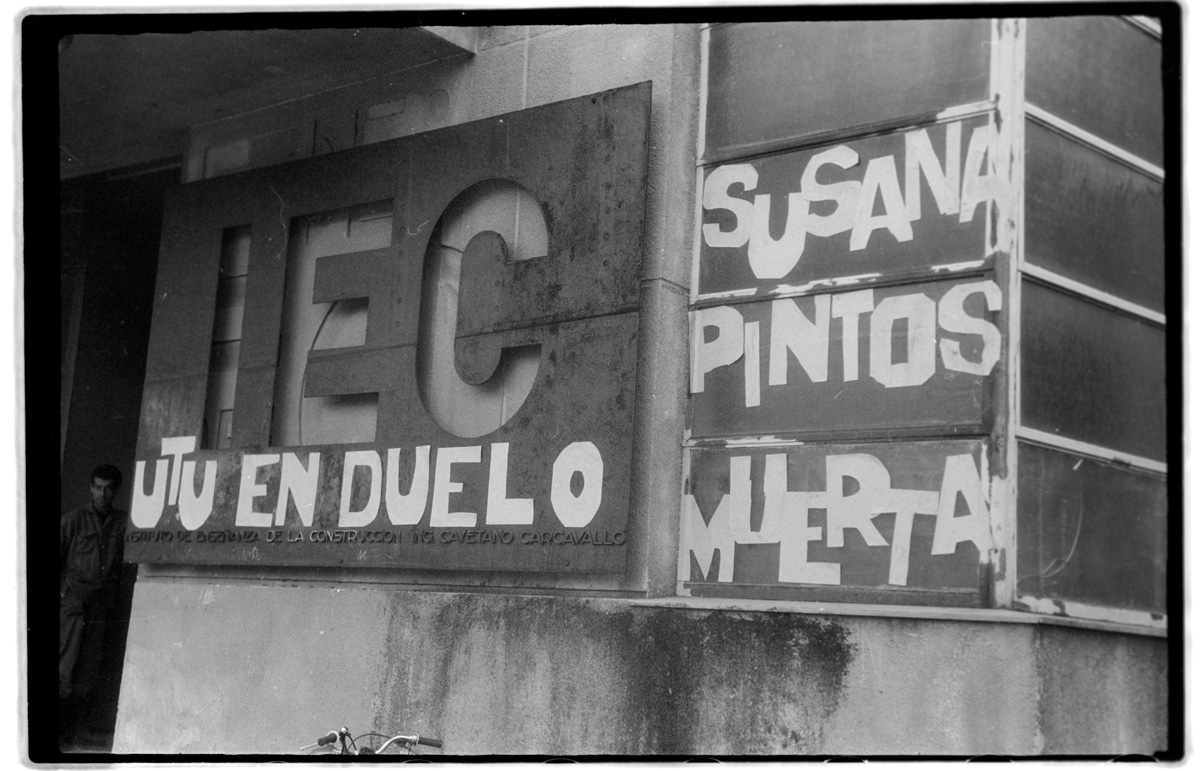 IEC
UTU EN DUELO
INSTITUTO DE ENSEÑANZA DE LA CONSTRUCCION ING. CAYETANO CARCAVALLO
SUSANA
PINTOS
MUERTA